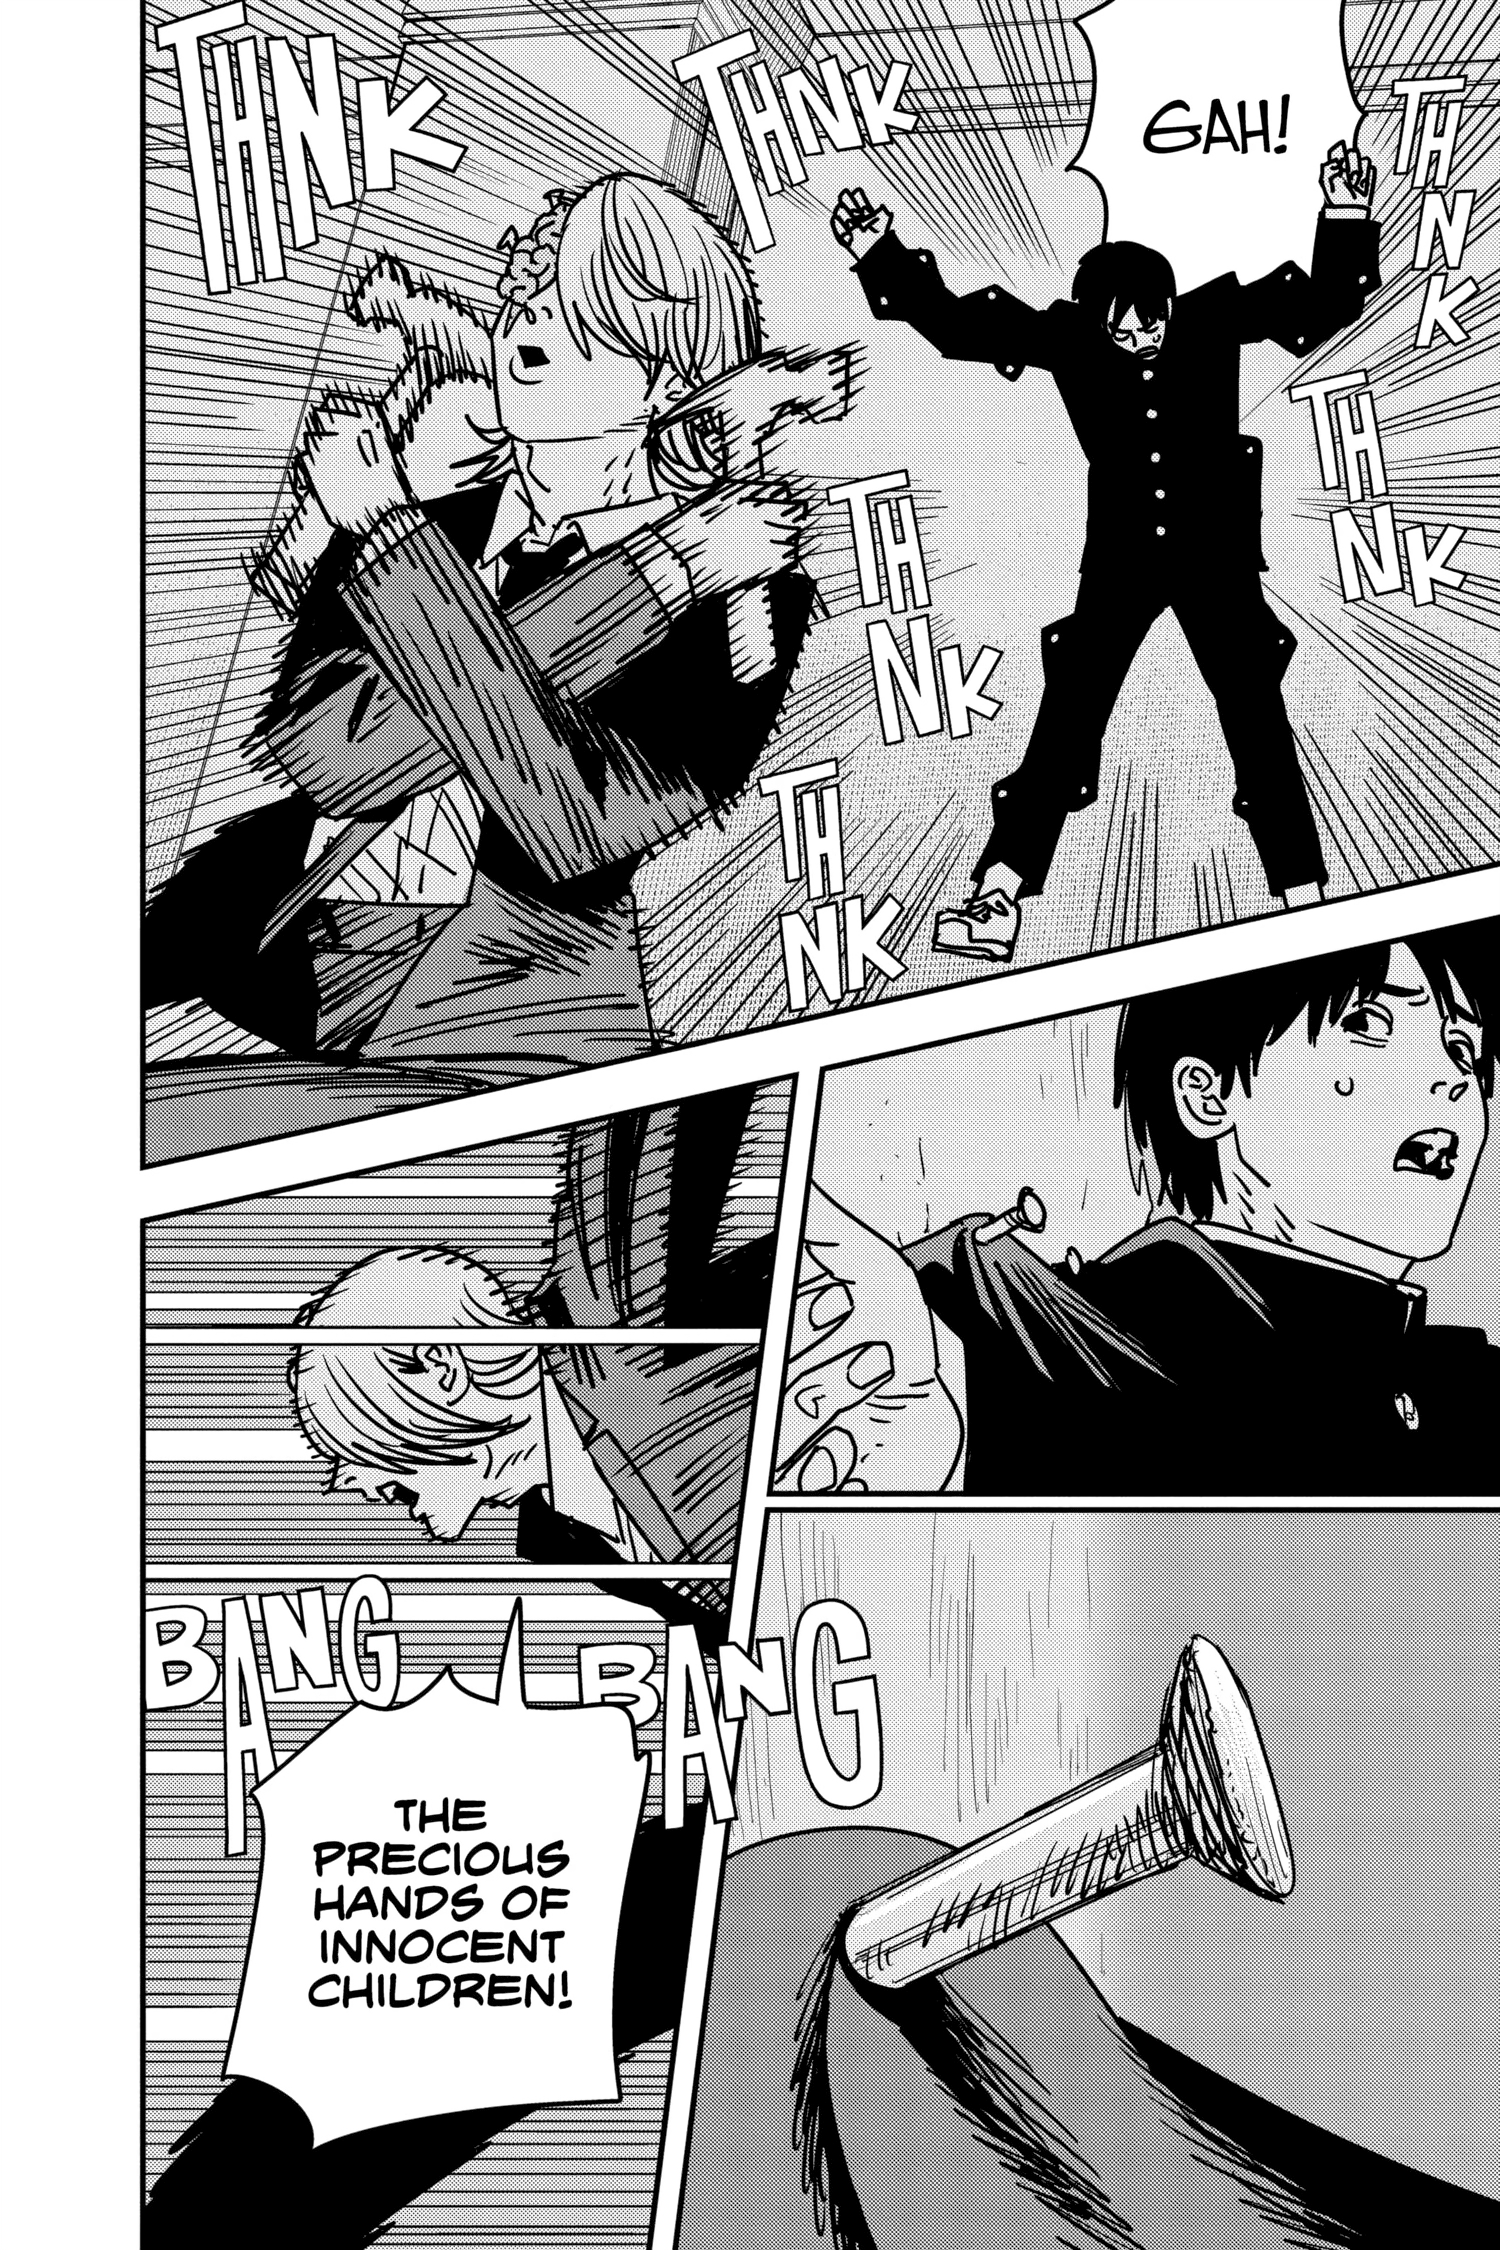 GAH!
THNK
THNK
THNK
THNK
THNK
THNK
BANG
BANG
THE
PRECIOUS
HANDS OF
INNOCENT
CHILDREN!